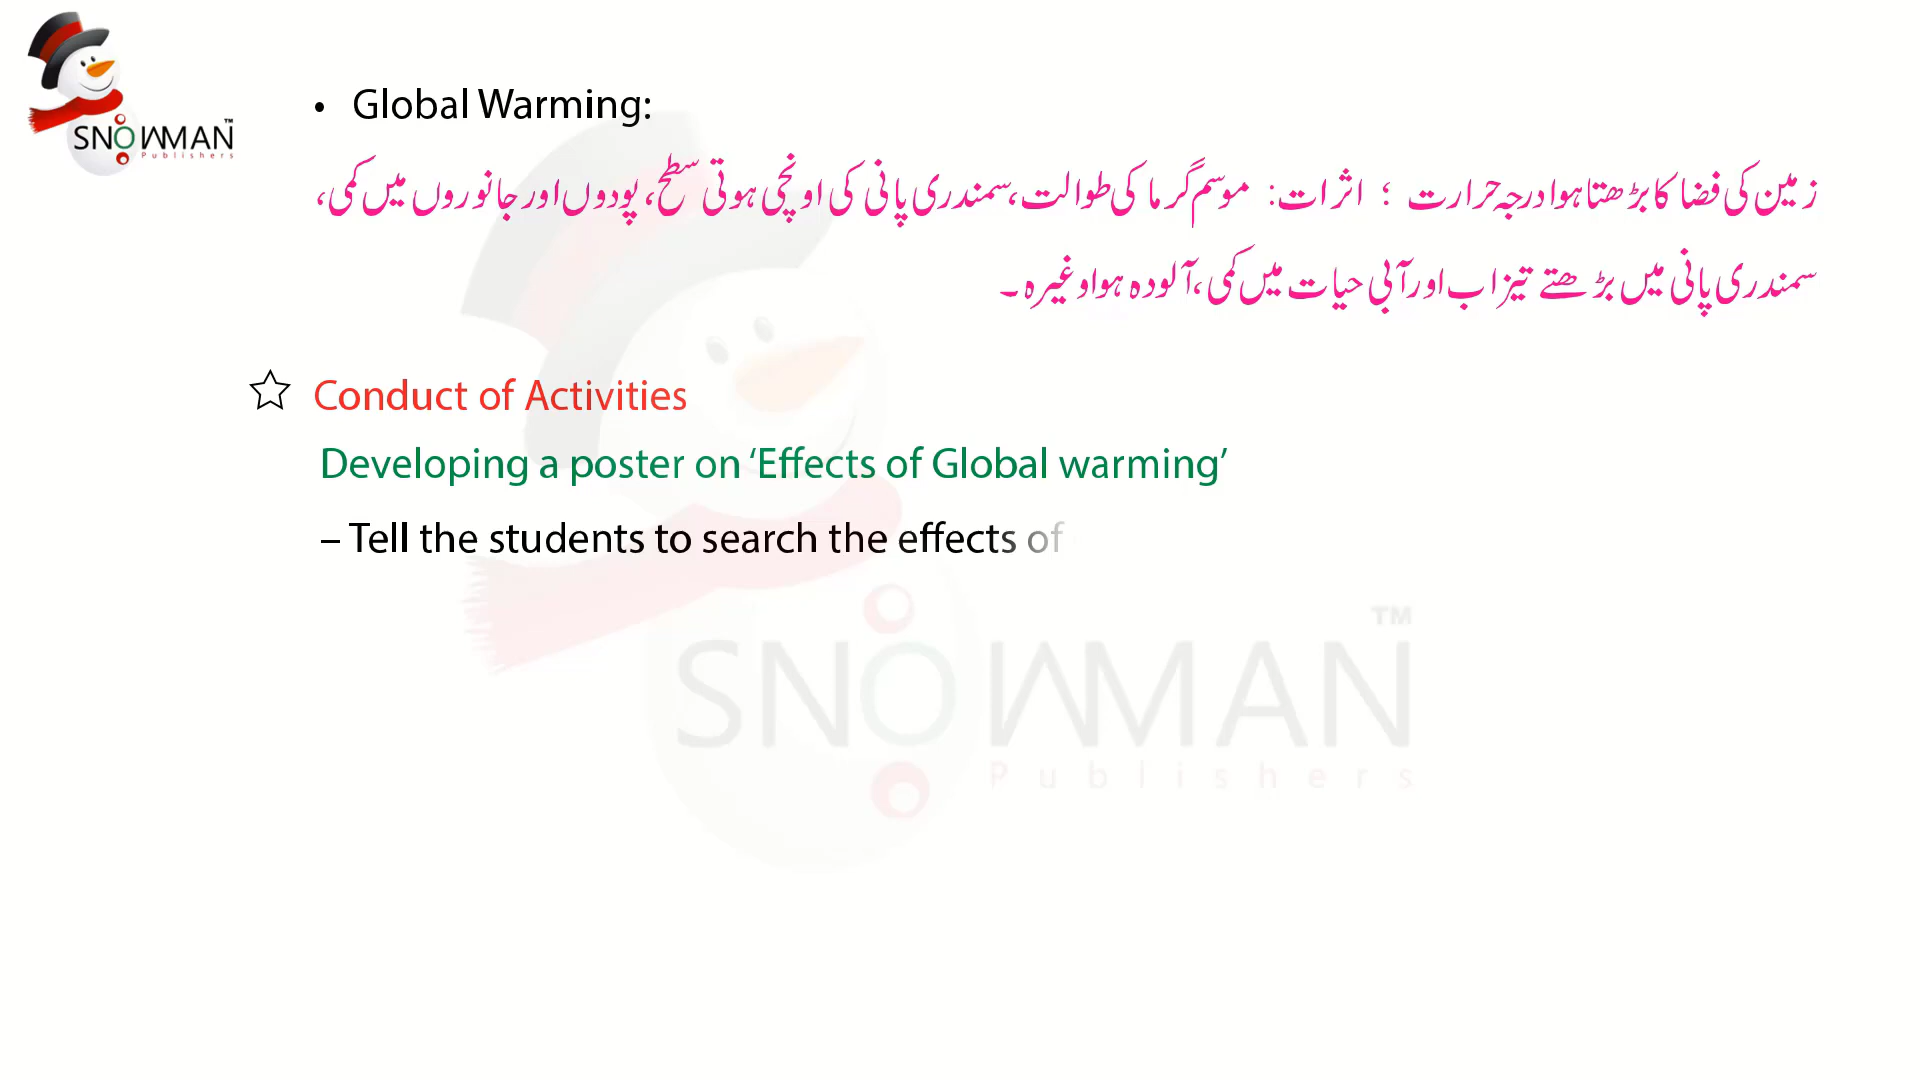 SNOWMAN™
Publishers
• Global Warming:
زمین کی فضا کا بڑھتا ہوا درجہ حرارت ؛ اثرات: موسم گرما کی طوالت، سمندری پانی کی اونچی ہوتی سطح، پودوں اور جانوروں میں کمی،
سمندری پانی میں بڑھتے تیزاب اور آبی حیات میں کمی، آلودہ ہوا وغیرہ۔
☆ Conduct of Activities
Developing a poster on ‘Effects of Global warming’
– Tell the students to search the effects of
SNOWMAN™
Publishers